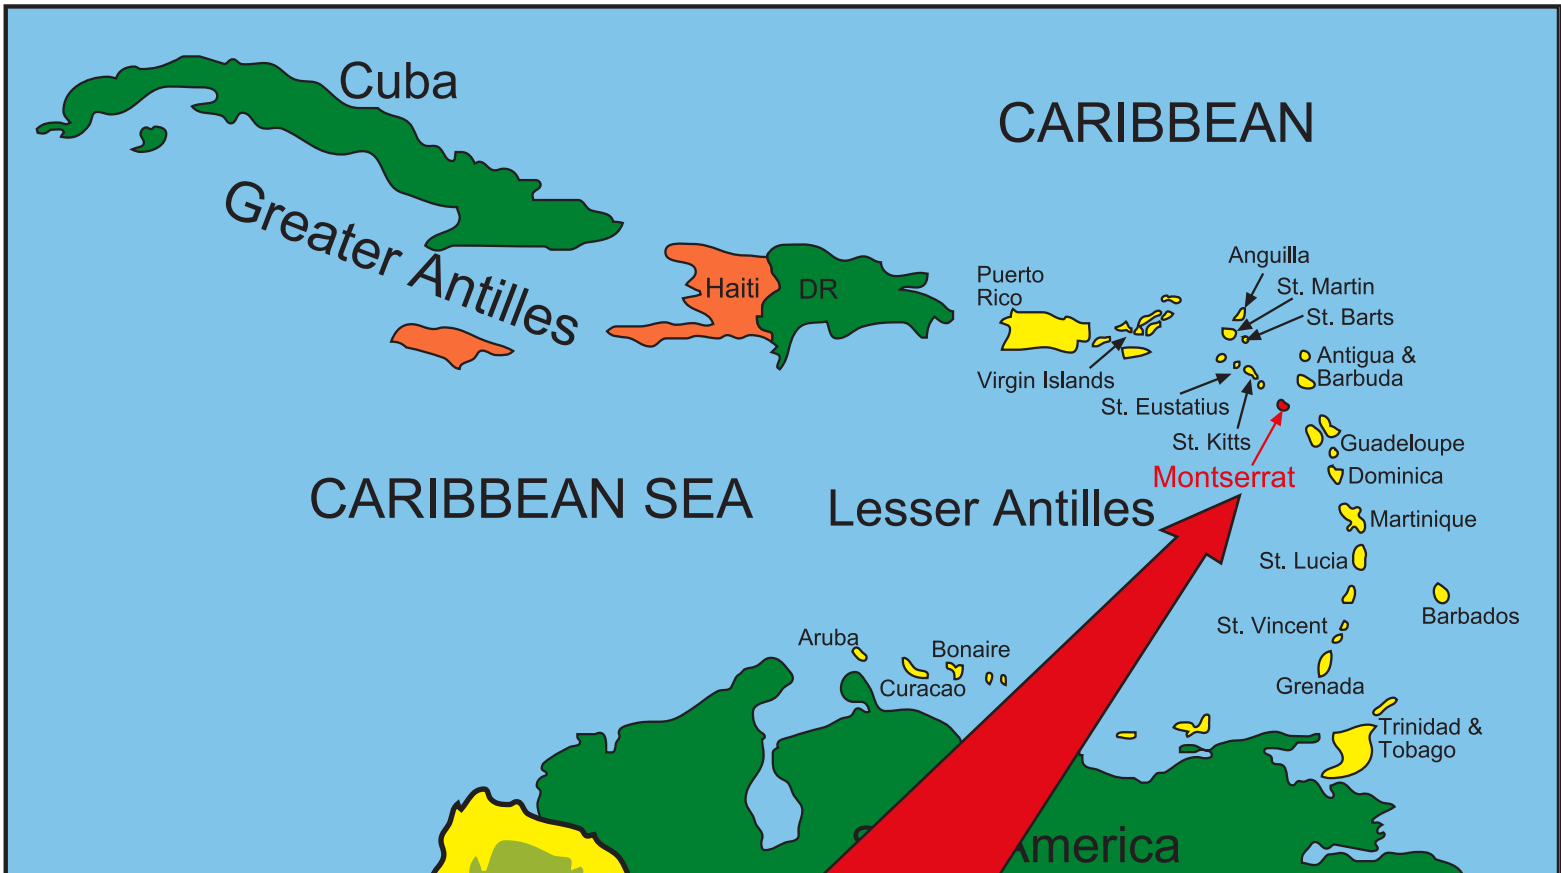 Cuba
CARIBBEAN
Greater Antilles
Haiti
DR
Puerto
Rico
Anguilla
St. Martin
St. Barts
Antigua &
Barbuda
Virgin Islands
St. Eustatius
St. Kitts
Montserrat
Guadeloupe
Dominica
CARIBBEAN SEA
Lesser Antilles
Martinique
St. Lucia
Barbados
St. Vincent
Aruba
Bonaire
Curacao
Grenada
Trinidad &
Tobago
America